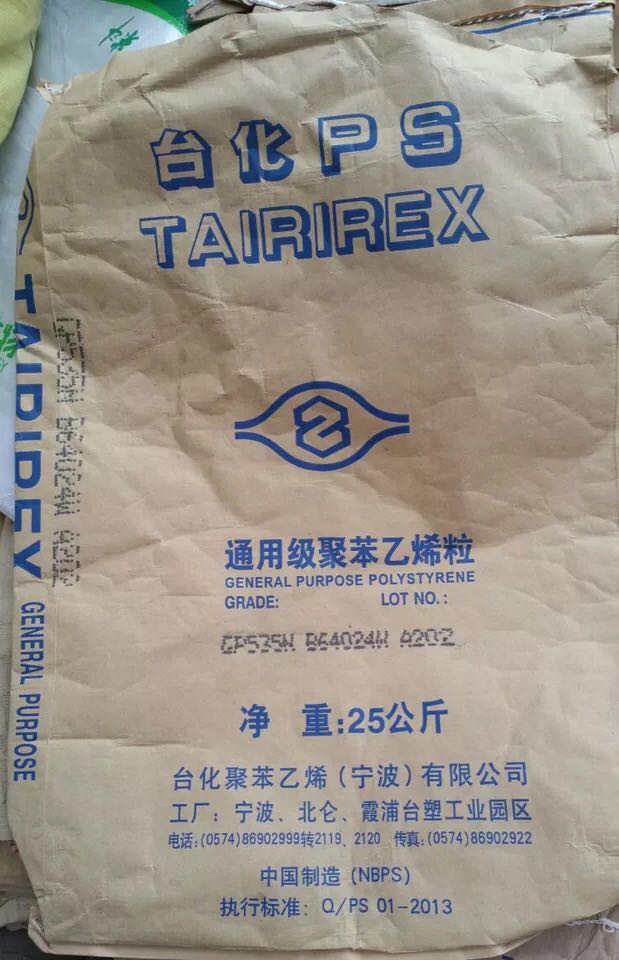 台化PS
TAIRIREX
通用级聚苯乙烯粒
GENERAL PURPOSE POLYSTYRENE
GRADE: LOT NO.:
GP535N B64024W A202
净 重:25公斤
台化聚苯乙烯(宁波)有限公司
工厂:宁波、北仑、霞浦台塑工业园区
电话:(0574)86902999转2119、2120 传真:(0574)86902922
中国制造(NBPS)
执行标准: Q/PS 01-2013
TAIRIREX GENERAL PURPOSE
GP535N B64024W A202